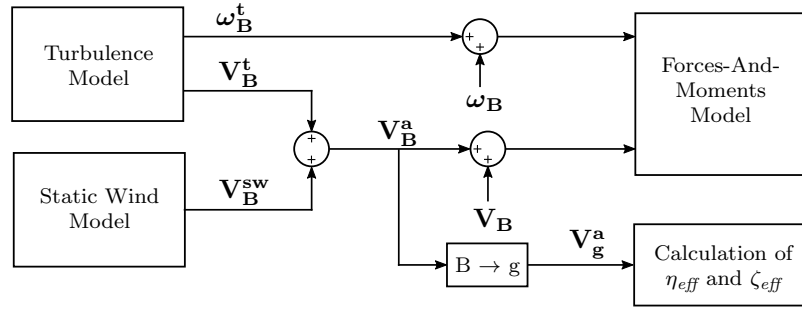 Turbulence
Model
ω_B^t
V_B^t
+
+
ω_B
Forces-And-
Moments
Model
Static Wind
Model
V_B^sw
+
+
V_B^a
+
+
V_B
B → g
V_g^a
Calculation of
η_eff and ζ_eff